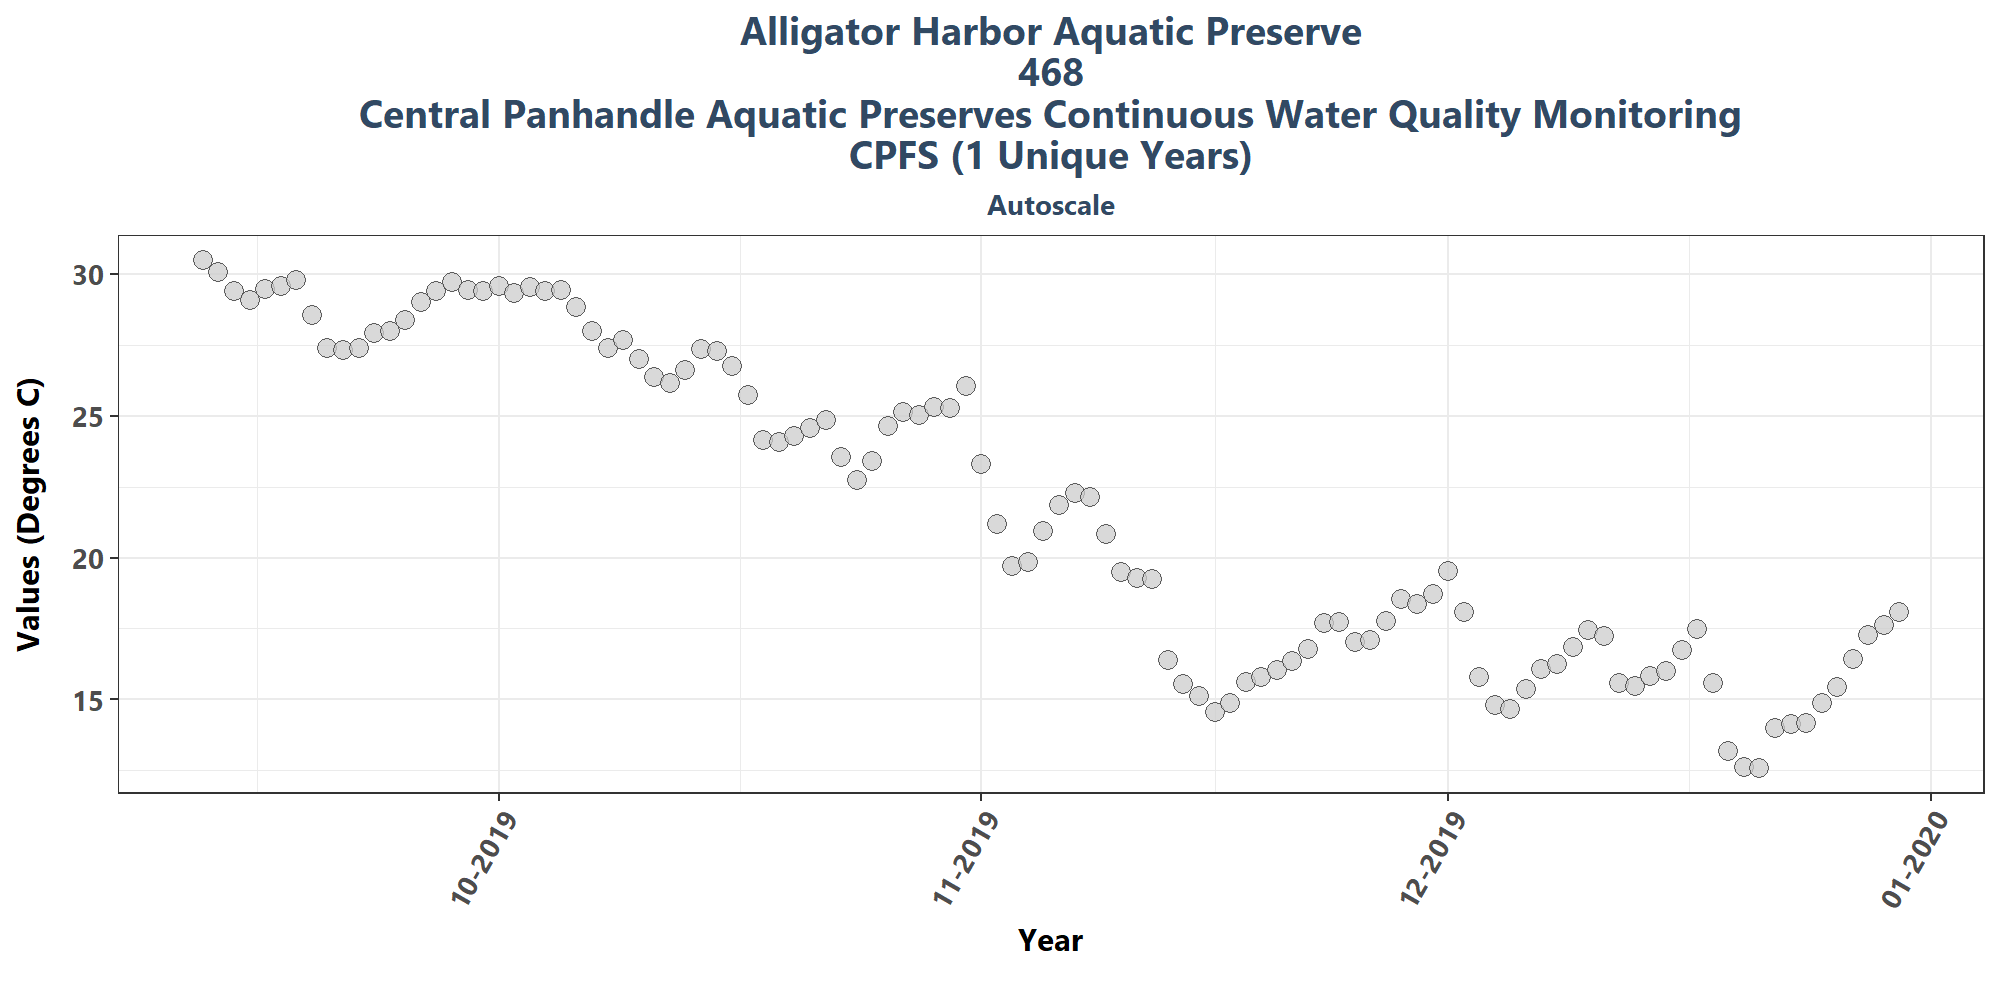 Alligator Harbor Aquatic Preserve
468
Central Panhandle Aquatic Preserves Continuous Water Quality Monitoring
CPFS (1 Unique Years)
Autoscale
Values (Degrees C)
30
25
20
15
10-2019
11-2019
12-2019
01-2020
Year